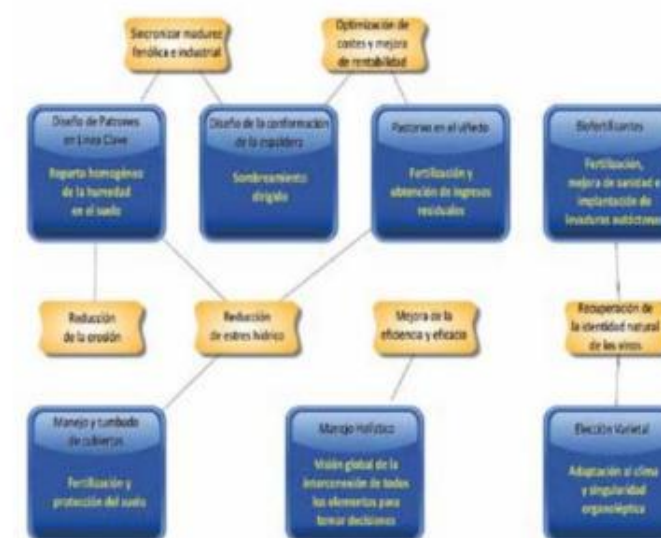 Sincronizar madurez
fenólica e industrial
Optimización de
costes y mejora
de rentabilidad
Diseño de Patrones
en Linea Clave
Reparto homogéneo
de la humedad
en el suelo
Diseño de la conformación
de la espaldera
Sombreamiento
dirigido
Pastoreo en el viñedo
Fertilización y
obtención de ingresos
residuales
Biofertilizantes
Fertilización,
mejora de sanidad e
implantación de
levaduras autóctonas
Reducción
de la erosión
Reducción
de estres hídrico
Mejora de la
eficiencia y eficacia
Recuperación de
la identidad natural
de los vinos
Manejo y tumbado
de cubiertas
Fertilización y
protección del suelo
Manejo Holístico
Visión global de la
interconexión de todos
los elementos para
tomar decisiones
Elección Varietal
Adaptación al clima
y singularidad
organoléptica